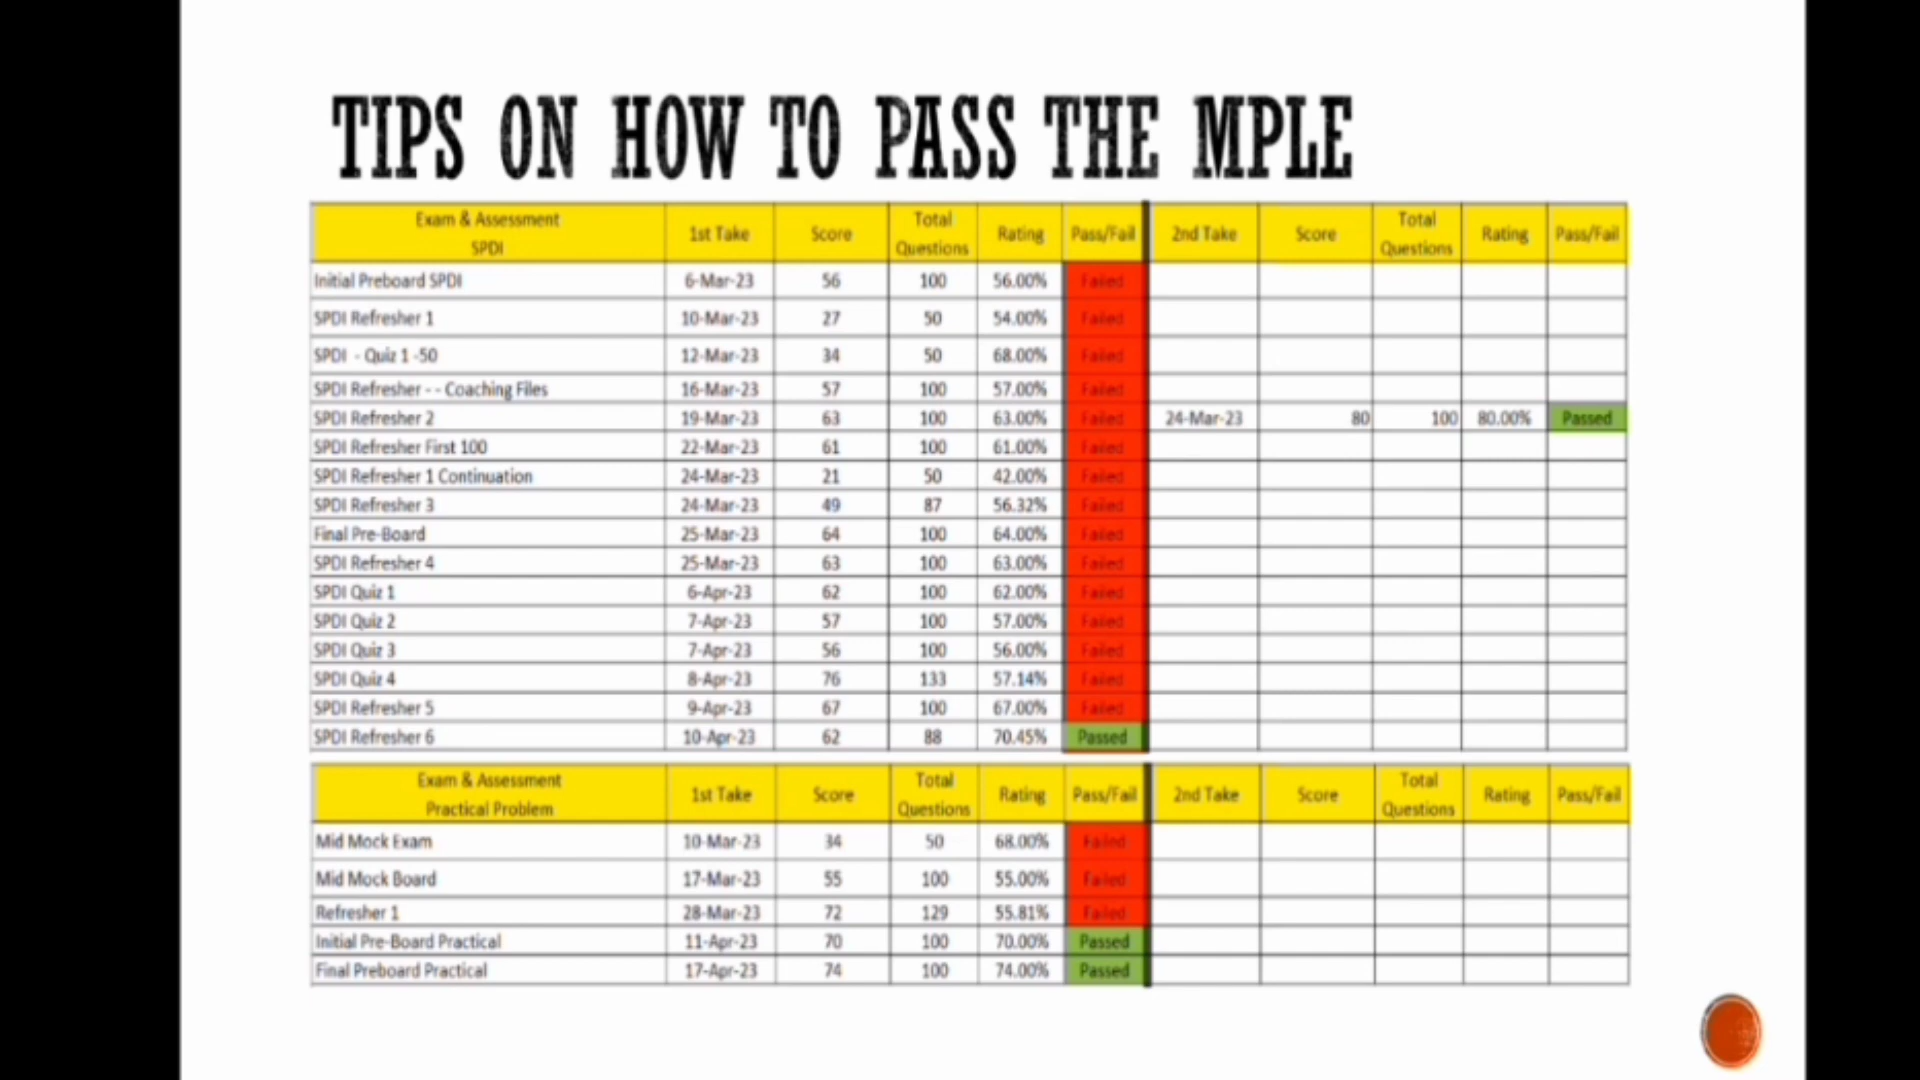 TIPS ON HOW TO PASS THE MPLE
Exam & Assessment SPDI 1st Take Score Total Questions Rating Pass/Fail 2nd Take Score Total Questions Rating Pass/Fail
Initial Preboard SPDI 6-Mar-23 56 100 56.00% Failed
SPDI Refresher 1 10-Mar-23 27 50 54.00% Failed
SPDI - Quiz 1 -50 12-Mar-23 34 50 68.00% Failed
SPDI Refresher - - Coaching Files 16-Mar-23 57 100 57.00% Failed
SPDI Refresher 2 19-Mar-23 63 100 63.00% Failed 24-Mar-23 80 100 80.00% Passed
SPDI Refresher First 100 22-Mar-23 61 100 61.00% Failed
SPDI Refresher 1 Continuation 24-Mar-23 21 50 42.00% Failed
SPDI Refresher 3 24-Mar-23 49 87 56.32% Failed
Final Pre-Board 25-Mar-23 64 100 64.00% Failed
SPDI Refresher 4 25-Mar-23 63 100 63.00% Failed
SPDI Quiz 1 6-Apr-23 62 100 62.00% Failed
SPDI Quiz 2 7-Apr-23 57 100 57.00% Failed
SPDI Quiz 3 7-Apr-23 56 100 56.00% Failed
SPDI Quiz 4 8-Apr-23 76 133 57.14% Failed
SPDI Refresher 5 9-Apr-23 67 100 67.00% Failed
SPDI Refresher 6 10-Apr-23 62 88 70.45% Passed
Exam & Assessment Practical Problem 1st Take Score Total Questions Rating Pass/Fail 2nd Take Score Total Questions Rating Pass/Fail
Mid Mock Exam 10-Mar-23 34 50 68.00% Failed
Mid Mock Board 17-Mar-23 55 100 55.00% Failed
Refresher 1 28-Mar-23 72 129 55.81% Failed
Initial Pre-Board Practical 11-Apr-23 70 100 70.00% Passed
Final Preboard Practical 17-Apr-23 74 100 74.00% Passed